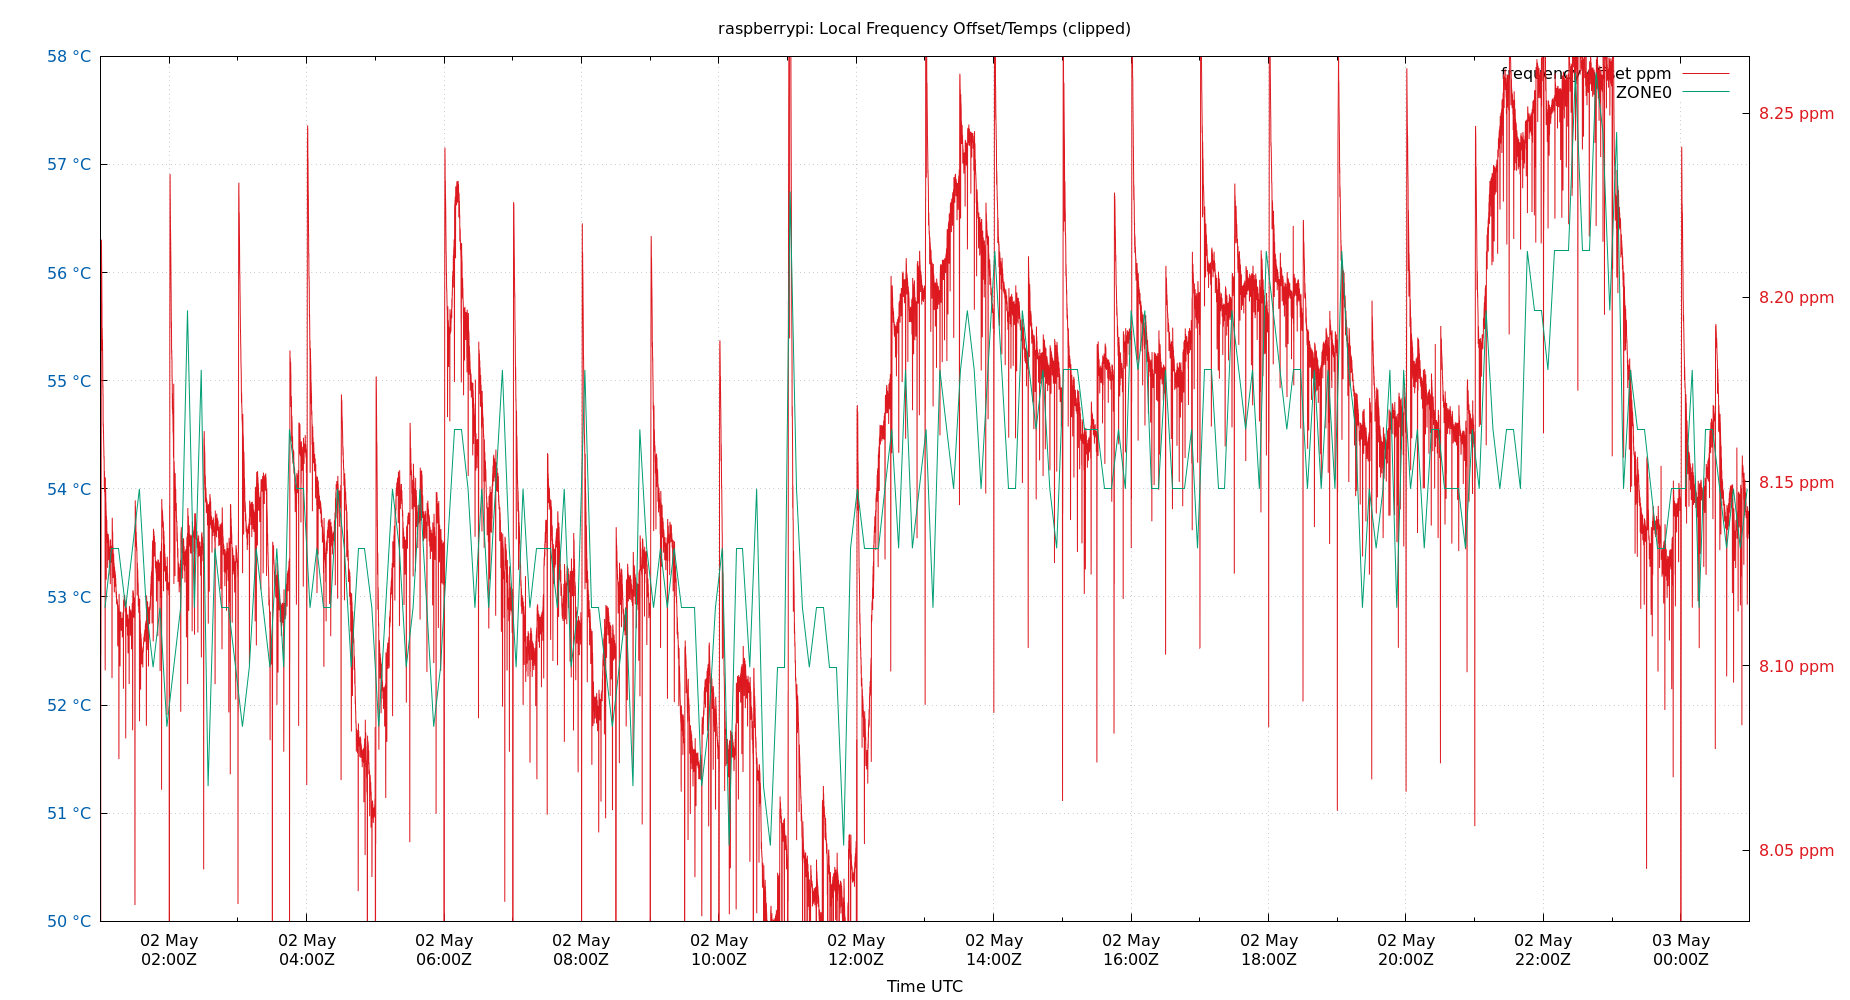 raspberrypi: Local Frequency Offset/Temps (clipped)
58 °C
57 °C
56 °C
55 °C
54 °C
53 °C
52 °C
51 °C
50 °C
frequency offset ppm
ZONE0
8.25 ppm
8.20 ppm
8.15 ppm
8.10 ppm
8.05 ppm
02 May 02 May 02 May 02 May 02 May 02 May 02 May 02 May 02 May 02 May 02 May 03 May
02:00Z 04:00Z 06:00Z 08:00Z 10:00Z 12:00Z 14:00Z 16:00Z 18:00Z 20:00Z 22:00Z 00:00Z
Time UTC